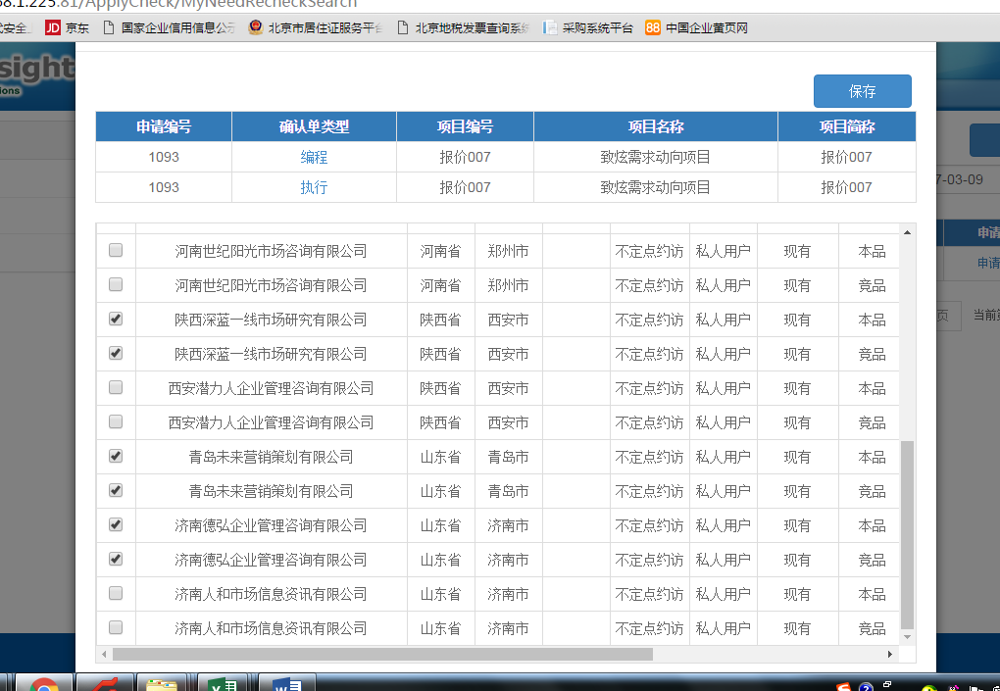 58.1.225.81/ApplyCheck/MyNeedRecheckSearch
安全 JD 京东 国家企业信用信息公示 北京市居住证服务平台 北京地税发票查询系统 采购系统平台 88 中国企业黄页网
sight
ions
保存
申请编号 确认单类型 项目编号 项目名称 项目简称
1093 编程 报价007 致炫需求动向项目 报价007
1093 执行 报价007 致炫需求动向项目 报价007
7-03-09
申请
申请
页 当前第
河南世纪阳光市场咨询有限公司 河南省 郑州市 不定点约访 私人用户 现有 本品
河南世纪阳光市场咨询有限公司 河南省 郑州市 不定点约访 私人用户 现有 竞品
陕西深蓝一线市场研究有限公司 陕西省 西安市 不定点约访 私人用户 现有 本品
陕西深蓝一线市场研究有限公司 陕西省 西安市 不定点约访 私人用户 现有 竞品
西安潜力人企业管理咨询有限公司 陕西省 西安市 不定点约访 私人用户 现有 本品
西安潜力人企业管理咨询有限公司 陕西省 西安市 不定点约访 私人用户 现有 竞品
青岛未来营销策划有限公司 山东省 青岛市 不定点约访 私人用户 现有 本品
青岛未来营销策划有限公司 山东省 青岛市 不定点约访 私人用户 现有 竞品
济南德弘企业管理咨询有限公司 山东省 济南市 不定点约访 私人用户 现有 本品
济南德弘企业管理咨询有限公司 山东省 济南市 不定点约访 私人用户 现有 竞品
济南人和市场信息资讯有限公司 山东省 济南市 不定点约访 私人用户 现有 本品
济南人和市场信息资讯有限公司 山东省 济南市 不定点约访 私人用户 现有 竞品